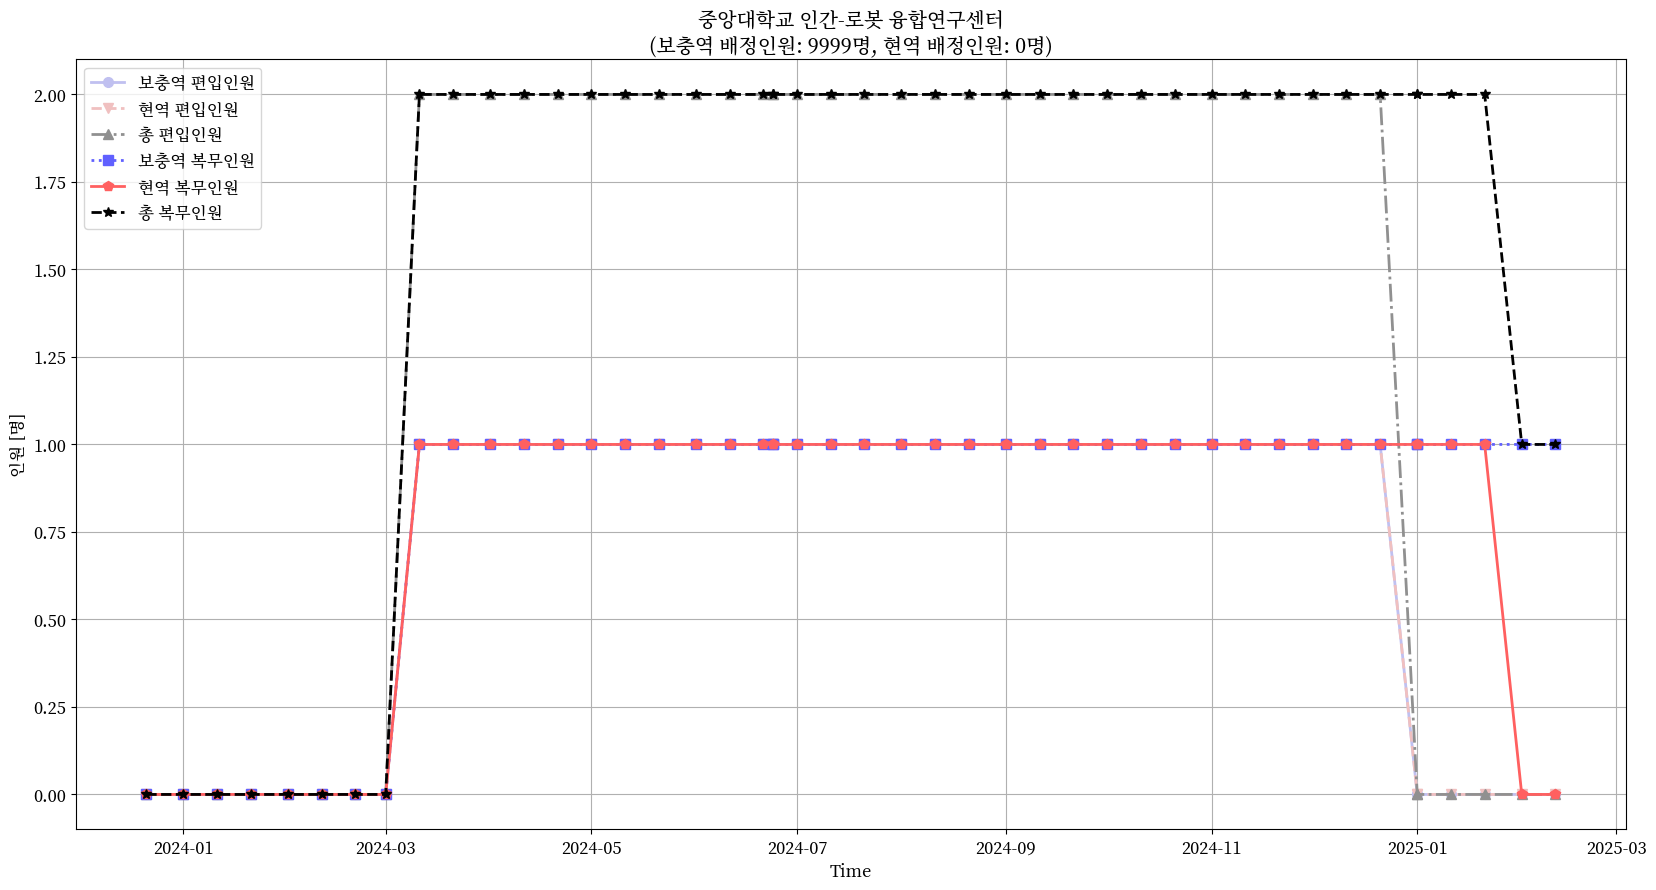 중앙대학교 인간-로봇 융합연구센터
(보충역 배정인원: 9999명, 현역 배정인원: 0명)
보충역 편입인원
현역 편입인원
총 편입인원
보충역 복무인원
현역 복무인원
총 복무인원
2.00
1.75
1.50
1.25
1.00
0.75
0.50
0.25
0.00
인원 [명]
2024-01 2024-03 2024-05 2024-07 2024-09 2024-11 2025-01 2025-03
Time